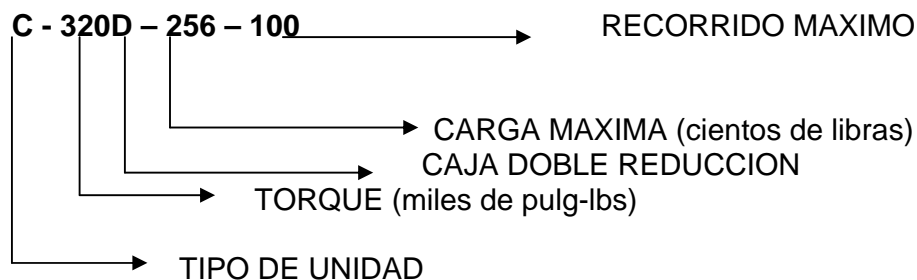 C - 320D – 256 – 100 RECORRIDO MAXIMO
CARGA MAXIMA (cientos de libras)
CAJA DOBLE REDUCCION
TORQUE (miles de pulg-lbs)
TIPO DE UNIDAD